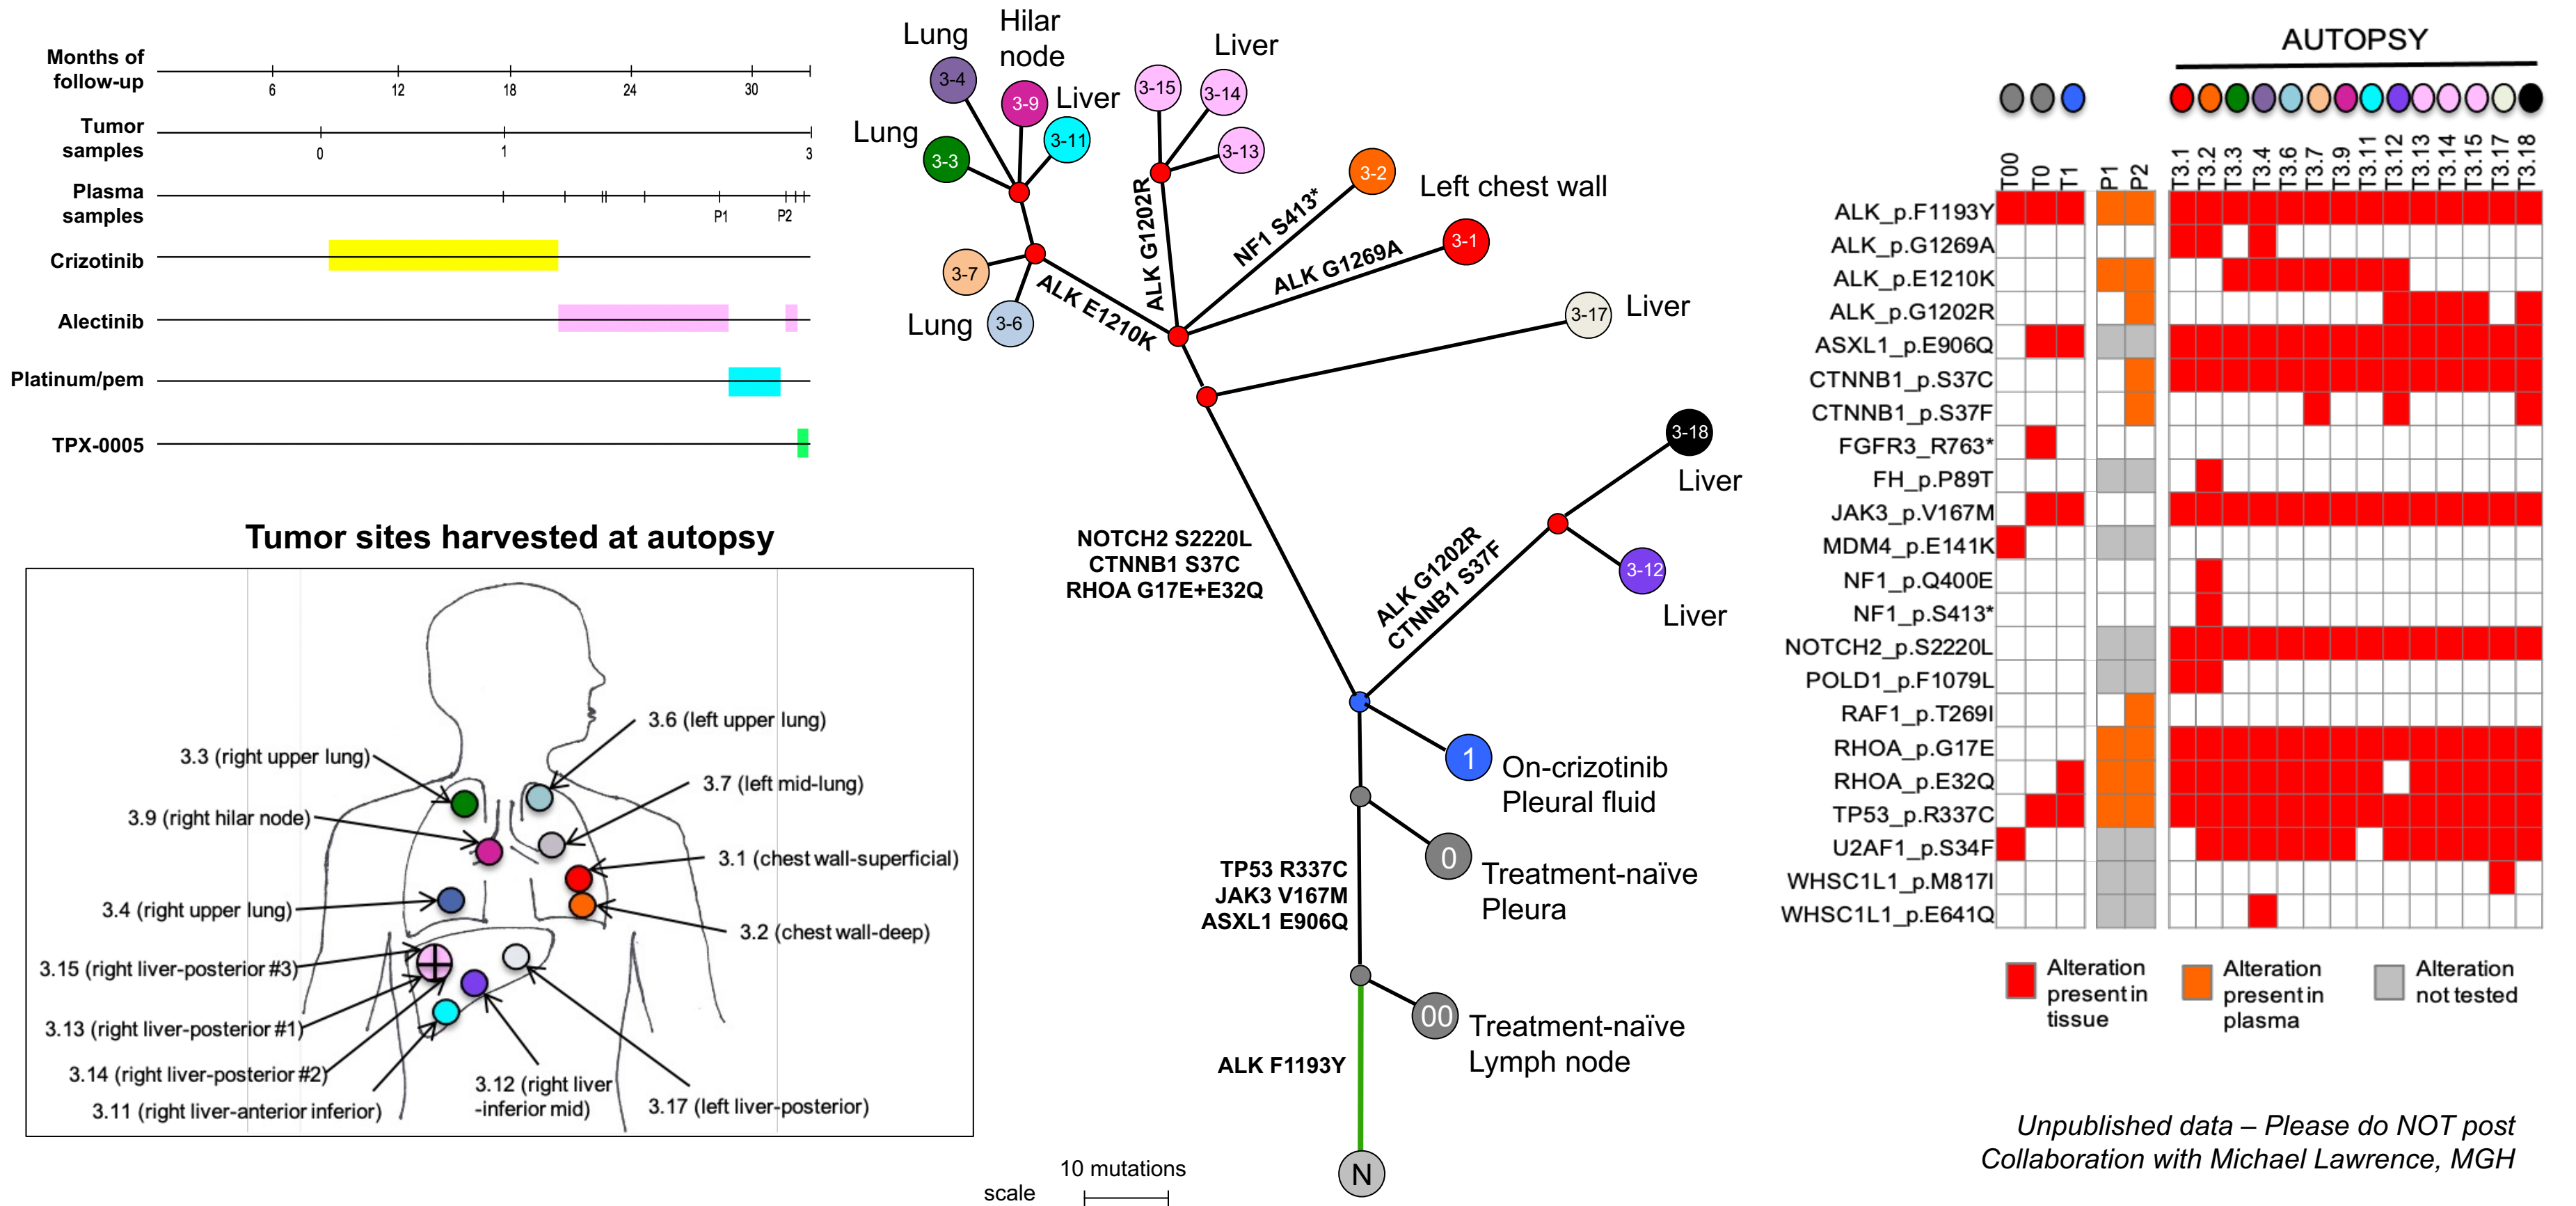 Months of
follow-up
6
12
18
24
30
Tumor
samples
0
1
3
Plasma
samples
P1
P2
Crizotinib
Alectinib
Platinum/pem
TPX-0005
Tumor sites harvested at autopsy
3.6 (left upper lung)
3.3 (right upper lung)
3.7 (left mid-lung)
3.9 (right hilar node)
3.1 (chest wall-superficial)
3.4 (right upper lung)
3.2 (chest wall-deep)
3.15 (right liver-posterior #3)
3.13 (right liver-posterior #1)
3.14 (right liver-posterior #2)
3.11 (right liver-anterior inferior)
3.12 (right liver
-inferior mid)
3.17 (left liver-posterior)
Lung
Hilar
node
Liver
Lung
Liver
3-4
3-9
3-11
3-3
3-7
3-6
Lung
3-15
3-14
3-13
3-2
3-1
Left chest wall
3-17
Liver
ALK E1210K
ALK G1202R
NF1 S413*
ALK G1269A
3-18
Liver
3-12
Liver
NOTCH2 S2220L
CTNNB1 S37C
RHOA G17E+E32Q
ALK G1202R
CTNNB1 S37F
1
On-crizotinib
Pleural fluid
0
Treatment-naïve
Pleura
TP53 R337C
JAK3 V167M
ASXL1 E906Q
00
Treatment-naïve
Lymph node
ALK F1193Y
N
10 mutations
scale
AUTOPSY
T00
T0
T1
P1
P2
T3.1
T3.2
T3.3
T3.4
T3.6
T3.7
T3.9
T3.11
T3.12
T3.13
T3.14
T3.15
T3.17
T3.18
ALK_p.F1193Y
ALK_p.G1269A
ALK_p.E1210K
ALK_p.G1202R
ASXL1_p.E906Q
CTNNB1_p.S37C
CTNNB1_p.S37F
FGFR3_R763*
FH_p.P89T
JAK3_p.V167M
MDM4_p.E141K
NF1_p.Q400E
NF1_p.S413*
NOTCH2_p.S2220L
POLD1_p.F1079L
RAF1_p.T269I
RHOA_p.G17E
RHOA_p.E32Q
TP53_p.R337C
U2AF1_p.S34F
WHSC1L1_p.M817I
WHSC1L1_p.E641Q
Alteration
present in
tissue
Alteration
present in
plasma
Alteration
not tested
Unpublished data – Please do NOT post
Collaboration with Michael Lawrence, MGH